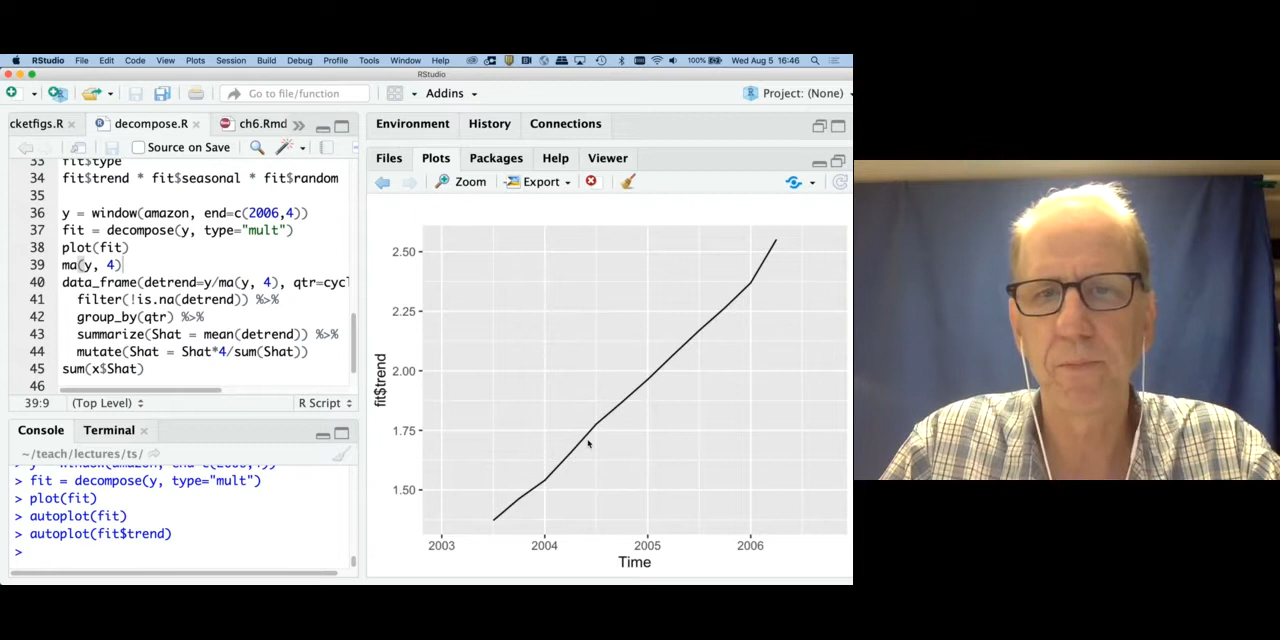 RStudio File Edit Code View Plots Session Build Debug Profile Tools Window Help 100% Wed Aug 5 16:46
RStudio
Go to file/function Addins Project: (None)
cketfigs.R decompose.R ch6.Rmd
Source on Save
33 fit$type
34 fit$trend * fit$seasonal * fit$random
35
36 y = window(amazon, end=c(2006,4))
37 fit = decompose(y, type="mult")
38 plot(fit)
39 ma(y, 4)
40 data_frame(detrend=y/ma(y, 4), qtr=cycl
41 filter(!is.na(detrend)) %>%
42 group_by(qtr) %>%
43 summarize(Shat = mean(detrend)) %>%
44 mutate(Shat = Shat*4/sum(Shat))
45 sum(x$Shat)
46
39:9 (Top Level) R Script
Console Terminal
~/teach/lectures/ts/
> y = window(amazon, end=c(2006,4))
> fit = decompose(y, type="mult")
> plot(fit)
> autoplot(fit)
> autoplot(fit$trend)
>
Environment History Connections
Files Plots Packages Help Viewer
Zoom Export
2.50
2.25
2.00
1.75
1.50
fit$trend
2003 2004 2005 2006
Time